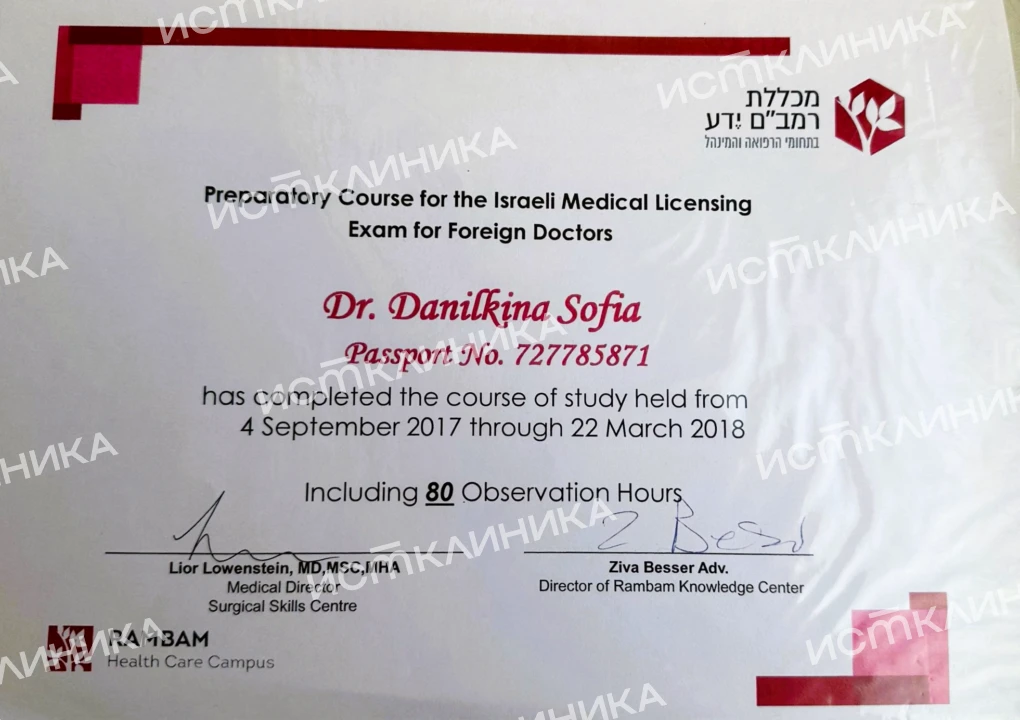 מכללת
רמב"ם יֶדע
בתחומי הרפואה והמינהל
Preparatory Course for the Israeli Medical Licensing
Exam for Foreign Doctors
Dr. Danilkina Sofia
Passport No. 727785871
has completed the course of study held from
4 September 2017 through 22 March 2018
Including 80 Observation Hours
Z Besser
Lior Lowenstein, MD,MSC,MHA
Medical Director
Surgical Skills Centre
Ziva Besser Adv.
Director of Rambam Knowledge Center
RAMBAM
Health Care Campus
ИСТКЛИНИКА